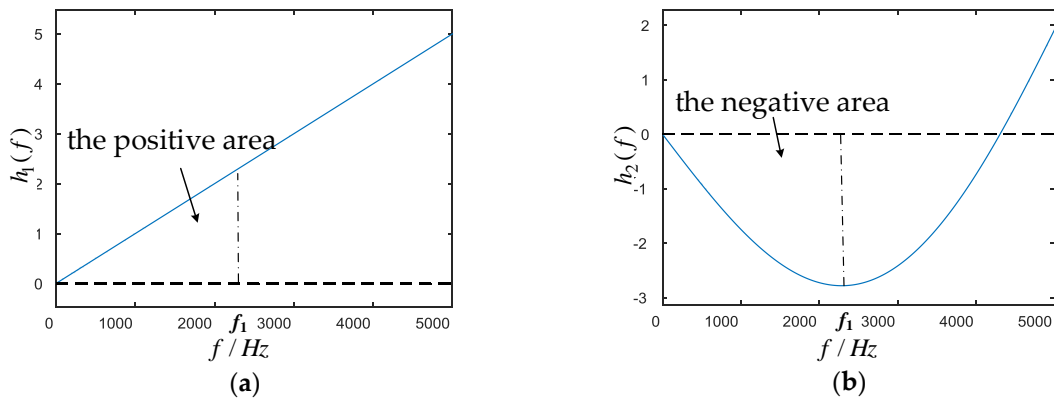 5
4
3
2
1
0
h1(f)
the positive area
0 1000 2000 3000 4000 5000
f1
f / Hz
(a)
2
1
0
-1
-2
-3
h2(f)
the negative area
0 1000 2000 3000 4000 5000
f1
f / Hz
(b)